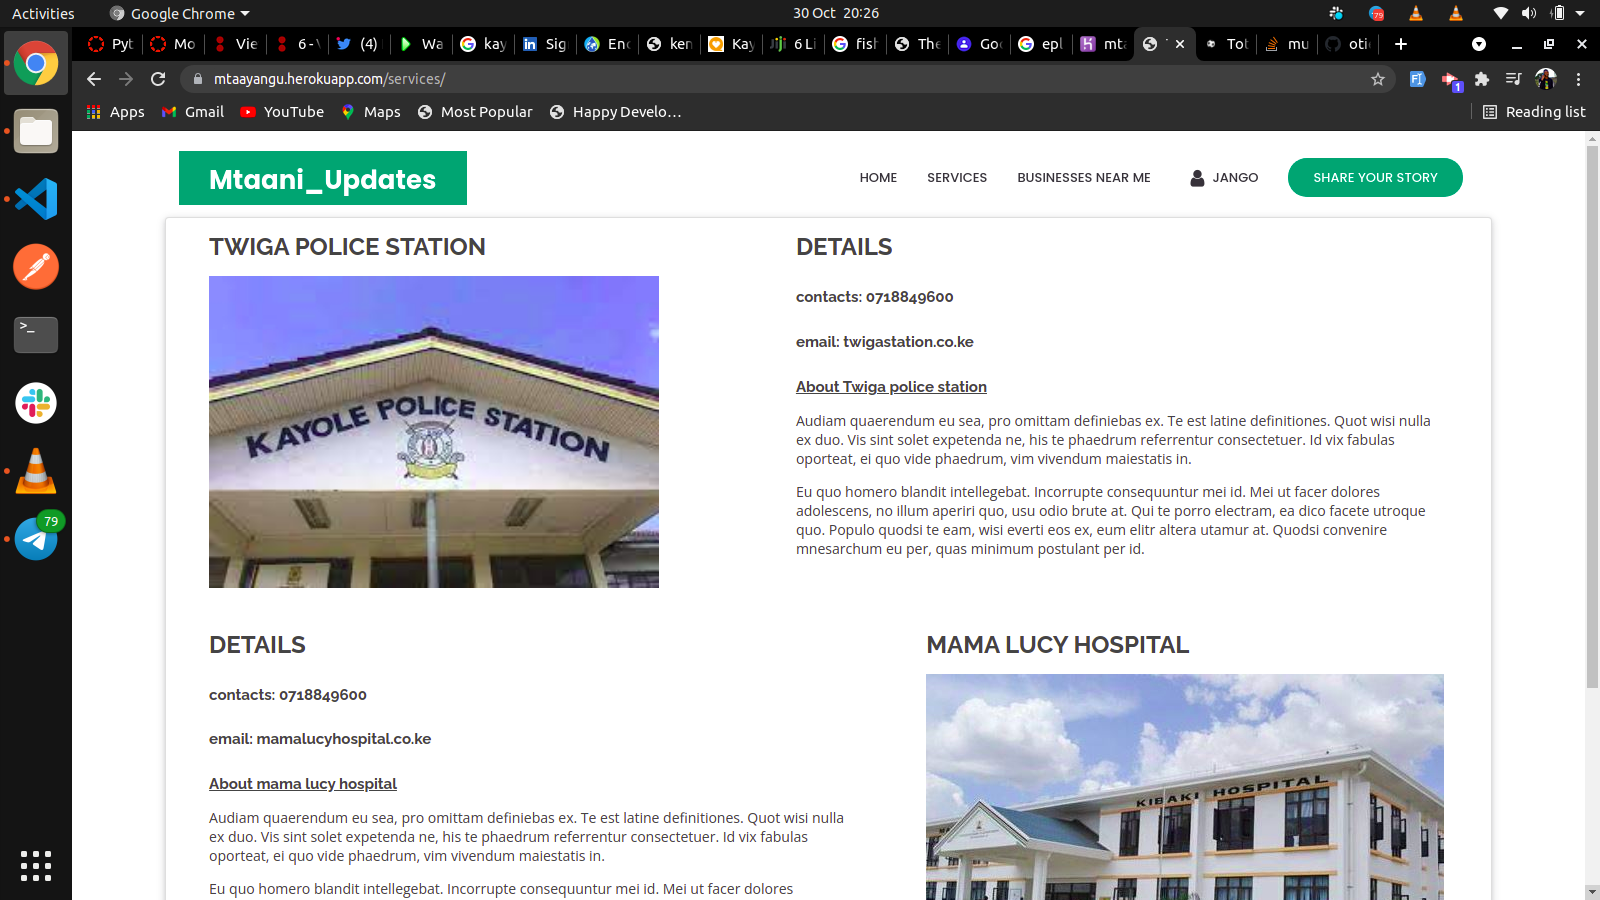 Activities
Google Chrome
30 Oct 20:26
79
Pyt
Mo
Vie
6 - V
(4)
Wa
kay
Sig
Enc
ken
Kay
Jiji
6 Li
fish
The
Goo
epl
mta
Tot
mu
otie
mtaayangu.herokuapp.com/services/
1
Apps
Gmail
YouTube
Maps
Most Popular
Happy Develo...
Reading list
Mtaani_Updates
HOME
SERVICES
BUSINESSES NEAR ME
JANGO
SHARE YOUR STORY
TWIGA POLICE STATION
KAYOLE POLICE STATION
DETAILS
contacts: 0718849600
email: twigastation.co.ke
About Twiga police station
Audiam quaerendum eu sea, pro omittam definiebas ex. Te est latine definitiones. Quot wisi nulla
ex duo. Vis sint solet expetenda ne, his te phaedrum referrentur consectetuer. Id vix fabulas
oporteat, ei quo vide phaedrum, vim vivendum maiestatis in.
Eu quo homero blandit intellegebat. Incorrupte consequuntur mei id. Mei ut facer dolores
adolescens, no illum aperiri quo, usu odio brute at. Qui te porro electram, ea dico facete utroque
quo. Populo quodsi te eam, wisi everti eos ex, eum elitr altera utamur at. Quodsi convenire
mnesarchum eu per, quas minimum postulant per id.
DETAILS
contacts: 0718849600
email: mamalucyhospital.co.ke
About mama lucy hospital
Audiam quaerendum eu sea, pro omittam definiebas ex. Te est latine definitiones. Quot wisi nulla
ex duo. Vis sint solet expetenda ne, his te phaedrum referrentur consectetuer. Id vix fabulas
oporteat, ei quo vide phaedrum, vim vivendum maiestatis in.
Eu quo homero blandit intellegebat. Incorrupte consequuntur mei id. Mei ut facer dolores
MAMA LUCY HOSPITAL
KIBAKI HOSPITAL
79